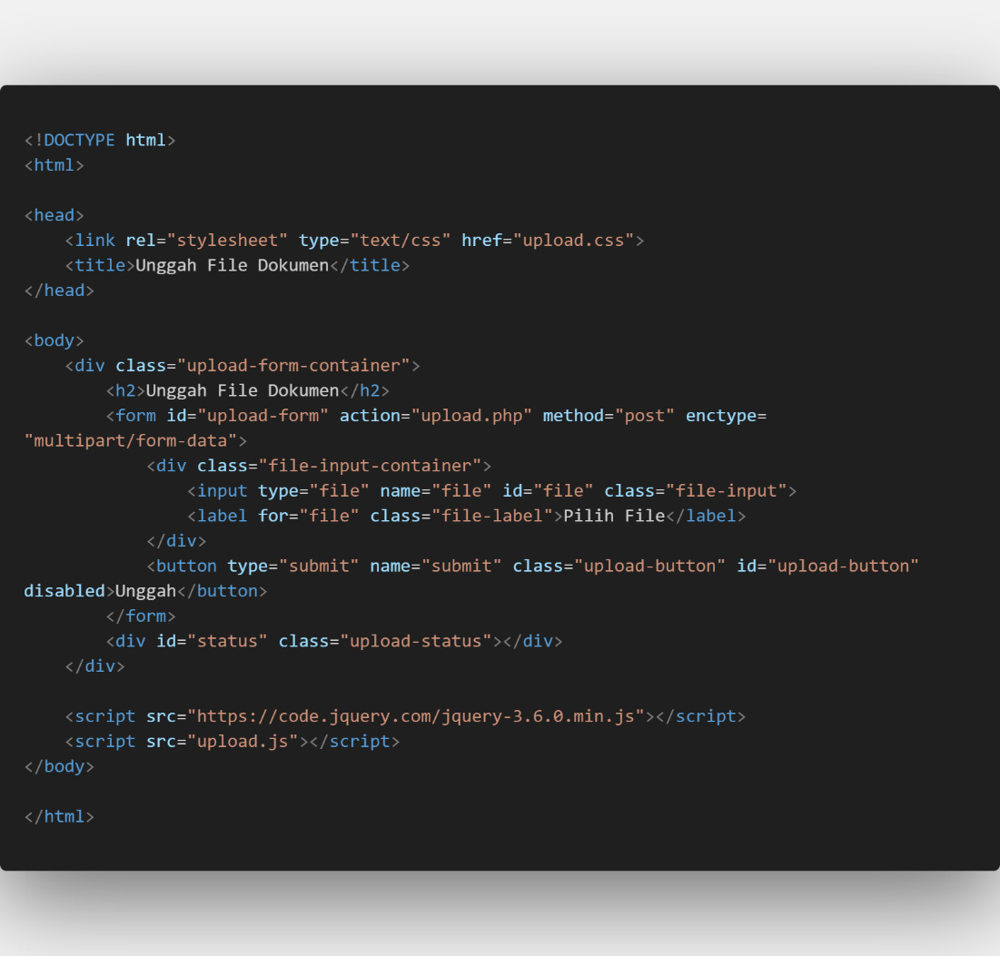 <!DOCTYPE html>
<html>
<head>
<link rel="stylesheet" type="text/css" href="upload.css">
<title>Unggah File Dokumen</title>
</head>
<body>
<div class="upload-form-container">
<h2>Unggah File Dokumen</h2>
<form id="upload-form" action="upload.php" method="post" enctype=
"multipart/form-data">
<div class="file-input-container">
<input type="file" name="file" id="file" class="file-input">
<label for="file" class="file-label">Pilih File</label>
</div>
<button type="submit" name="submit" class="upload-button" id="upload-button"
disabled>Unggah</button>
</form>
<div id="status" class="upload-status"></div>
</div>
<script src="https://code.jquery.com/jquery-3.6.0.min.js"></script>
<script src="upload.js"></script>
</body>
</html>